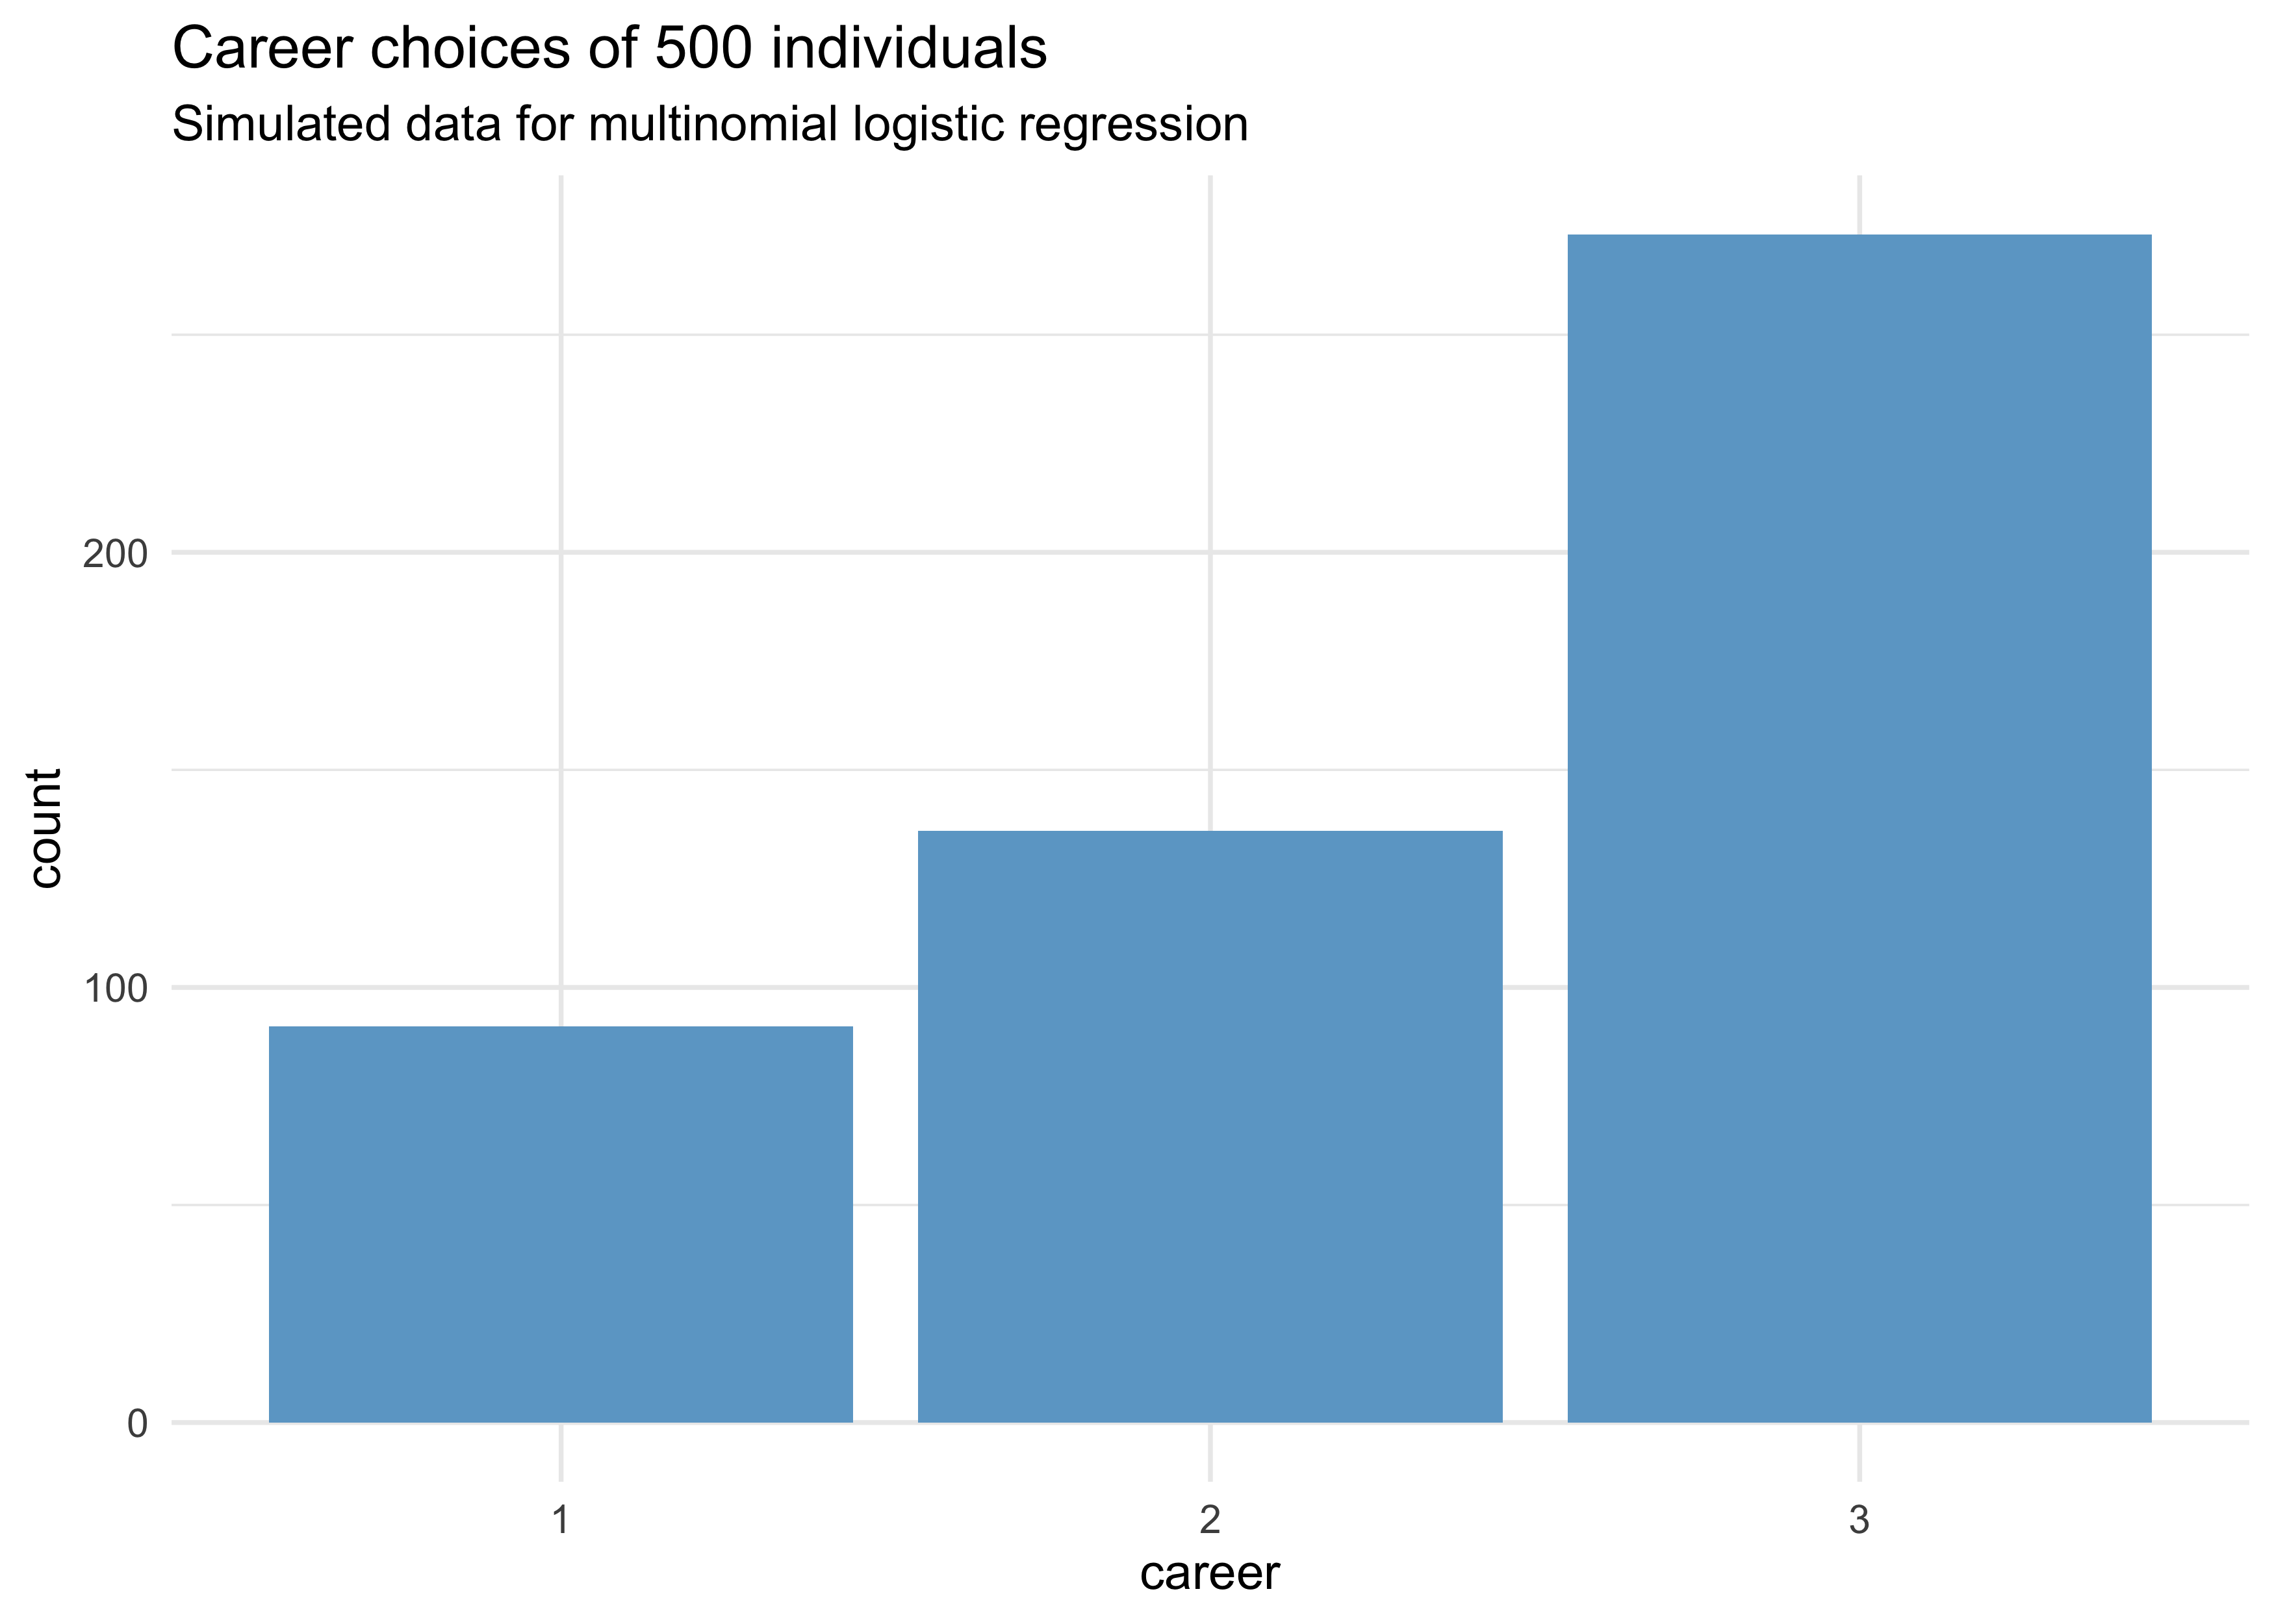 Career choices of 500 individuals
Simulated data for multinomial logistic regression
count
200
100
0
1
2
3
career